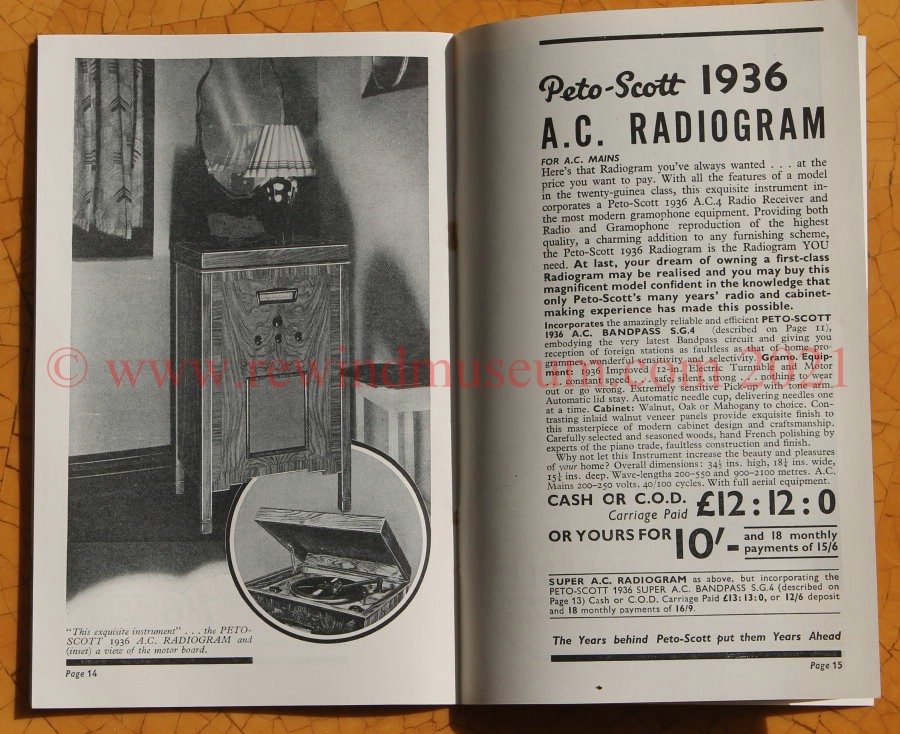 "This exquisite instrument" . . . the PETO-
SCOTT 1936 A.C. RADIOGRAM and
(inset) a view of the motor board.
Page 14
Peto-Scott 1936
A.C. RADIOGRAM
FOR A.C. MAINS
Here's that Radiogram you've always wanted . . . at the
price you want to pay. With all the features of a model
in the twenty-guinea class, this exquisite instrument in-
corporates a Peto-Scott 1936 A.C.4 Radio Receiver and
the most modern gramophone equipment. Providing both
Radio and Gramophone reproduction of the highest
quality, a charming addition to any furnishing scheme,
the Peto-Scott 1936 Radiogram is the Radiogram YOU
need. At last, your dream of owning a first-class
Radiogram may be realised and you may buy this
magnificent model confident in the knowledge that
only Peto-Scott's many years' radio and cabinet-
making experience has made this possible.
Incorporates the amazingly reliable and efficient PETO-SCOTT
1936 A.C. BANDPASS S.G.4 (described on Page 11),
embodying the very latest Bandpass circuit and giving you
reception of foreign stations as faultless as that of home pro-
grammes, wonderful sensitivity and selectivity. Gramo. Equip-
ment: 1936 Improved 12-in. Electric Turntable and Motor
speed safe, silent, strong . . . nothing to wear
out or go wrong. Extremely sensitive Pick-up with tone arm.
Automatic lid stay. Automatic needle cup, delivering needles one
at a time. Cabinet: Walnut, Oak or Mahogany to choice. Con-
trasting inlaid walnut veneer panels provide exquisite finish to
this masterpiece of modern cabinet design and craftsmanship.
Carefully selected and seasoned woods, hand French polishing by
experts of the piano trade, faultless construction and finish.
Why not let this Instrument increase the beauty and pleasures
of your home? Overall dimensions: 34½ ins. high, 18¼ ins. wide,
15¼ ins. deep. Wave-lengths 200-550 and 900-2100 metres. A.C.
Mains 200-250 volts, 40/100 cycles. With full aerial equipment.
CASH OR C.O.D. £12:12:0
Carriage Paid
OR YOURS FOR 10/- and 18 monthly
payments of 15/6
SUPER A.C. RADIOGRAM as above, but incorporating the
PETO-SCOTT 1936 SUPER A.C. BANDPASS S.G.4 (described on
Page 13) Cash or C.O.D. Carriage Paid £13:13:0, or 12/6 deposit
and 18 monthly payments of 16/9.
The Years behind Peto-Scott put them Years Ahead
Page 15
© www.rewindmuseum.com 2021